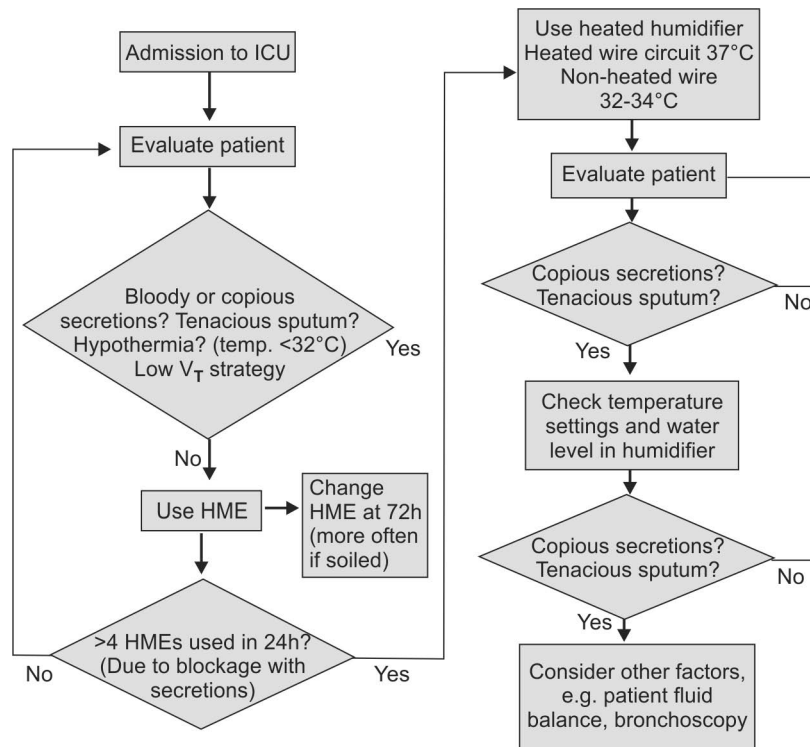 Admission to ICU
Evaluate patient
Bloody or copious
secretions? Tenacious sputum?
Hypothermia? (temp. <32°C)
Low VT strategy
Yes
No
Use HME
Change
HME at 72h
(more often
if soiled)
>4 HMEs used in 24h?
(Due to blockage with
secretions)
No
Yes
Use heated humidifier
Heated wire circuit 37°C
Non-heated wire
32-34°C
Evaluate patient
Copious secretions?
Tenacious sputum?
No
Yes
Check temperature
settings and water
level in humidifier
Copious secretions?
Tenacious sputum?
No
Yes
Consider other factors,
e.g. patient fluid
balance, bronchoscopy